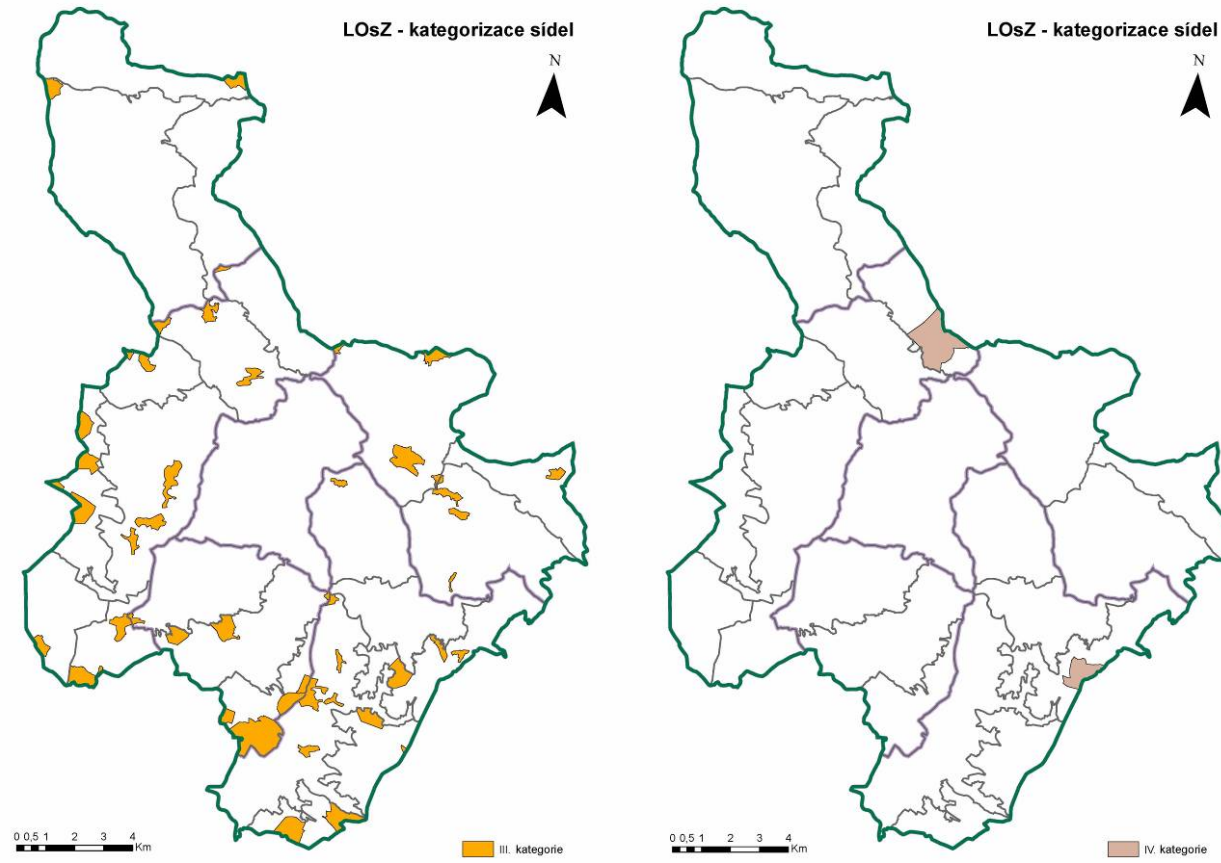 LOsZ - kategorizace sídel
N
0 0,5 1 2 3 4
Km
III. kategorie
LOsZ - kategorizace sídel
N
0 0,5 1 2 3 4
Km
IV. kategorie